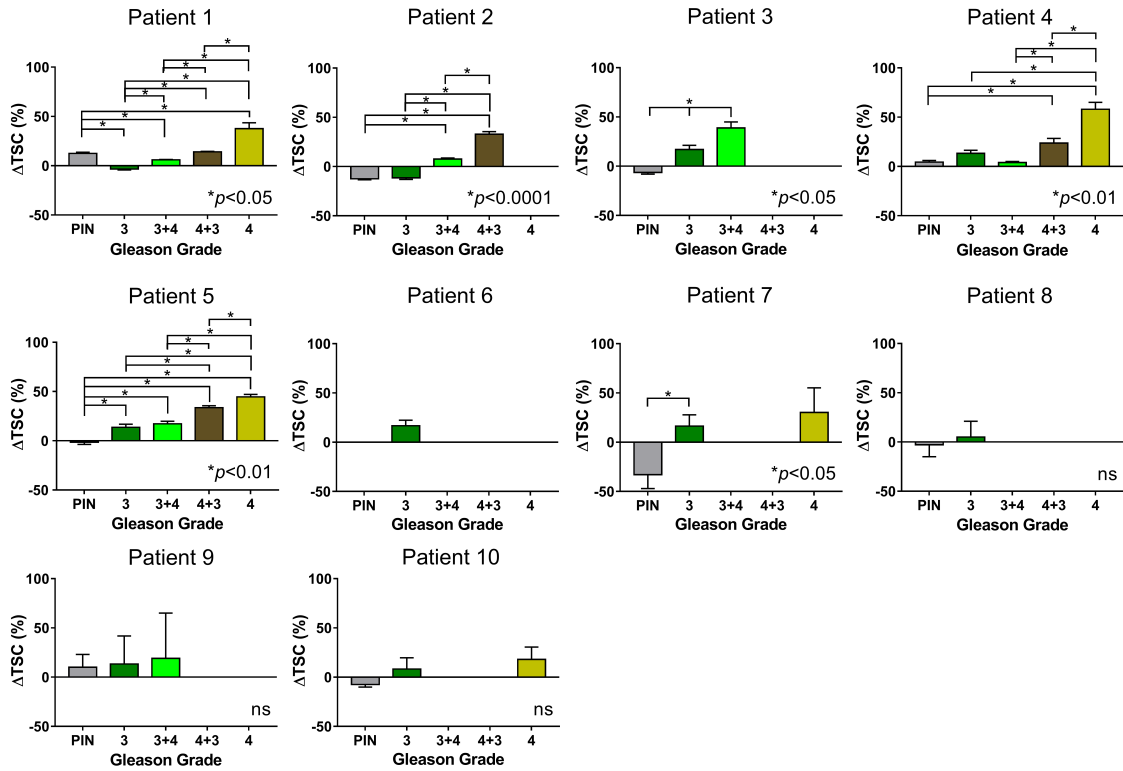 Patient 1
Patient 2
Patient 3
Patient 4
* * * * * * * * *
* * * * *
*
* * * * * *
ΔTSC (%)
100
50
0
-50
*p<0.05
PIN 3 3+4 4+3 4
Gleason Grade
ΔTSC (%)
100
50
0
-50
*p<0.0001
PIN 3 3+4 4+3 4
Gleason Grade
ΔTSC (%)
100
50
0
-50
*p<0.05
PIN 3 3+4 4+3 4
Gleason Grade
ΔTSC (%)
100
50
0
-50
*p<0.01
PIN 3 3+4 4+3 4
Gleason Grade
Patient 5
Patient 6
Patient 7
Patient 8
* * * * * * * * *
*
ΔTSC (%)
100
50
0
-50
*p<0.01
PIN 3 3+4 4+3 4
Gleason Grade
ΔTSC (%)
100
50
0
-50
PIN 3 3+4 4+3 4
Gleason Grade
ΔTSC (%)
100
50
0
-50
*p<0.05
PIN 3 3+4 4+3 4
Gleason Grade
ΔTSC (%)
100
50
0
-50
ns
PIN 3 3+4 4+3 4
Gleason Grade
Patient 9
Patient 10
ΔTSC (%)
100
50
0
-50
ns
PIN 3 3+4 4+3 4
Gleason Grade
ΔTSC (%)
100
50
0
-50
ns
PIN 3 3+4 4+3 4
Gleason Grade